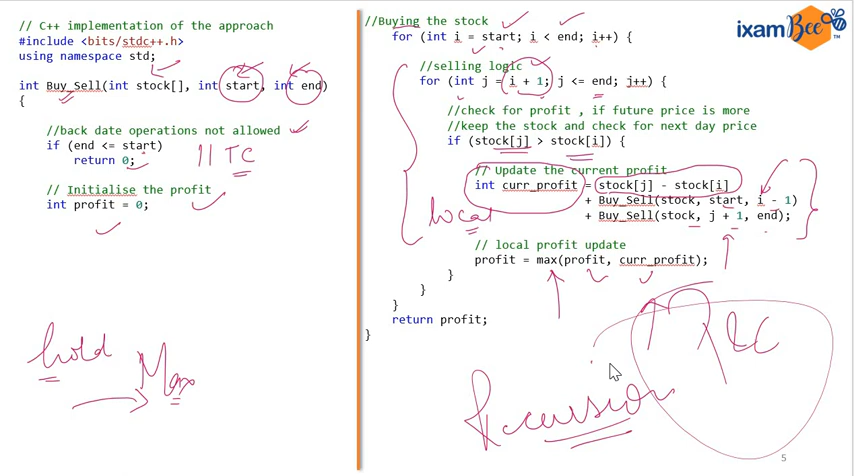 // C++ implementation of the approach
#include <bits/stdc++.h>
using namespace std;
int Buy_Sell(int stock[], int start, int end)
{
//back date operations not allowed
if (end <= start)
return 0;
// TC
// Initialise the profit
int profit = 0;
hold
Max
//Buying the stock
for (int i = start; i < end; i++) {
//selling logic
for (int j = i + 1; j <= end; j++) {
//check for profit , if future price is more
//keep the stock and check for next day price
if (stock[j] > stock[i]) {
// Update the current profit
int curr_profit = stock[j] - stock[i]
+ Buy_Sell(stock, start, i - 1)
+ Buy_Sell(stock, j + 1, end);
local
// local profit update
profit = max(profit, curr_profit);
}
}
}
return profit;
}
Recursion
ixamBee
5